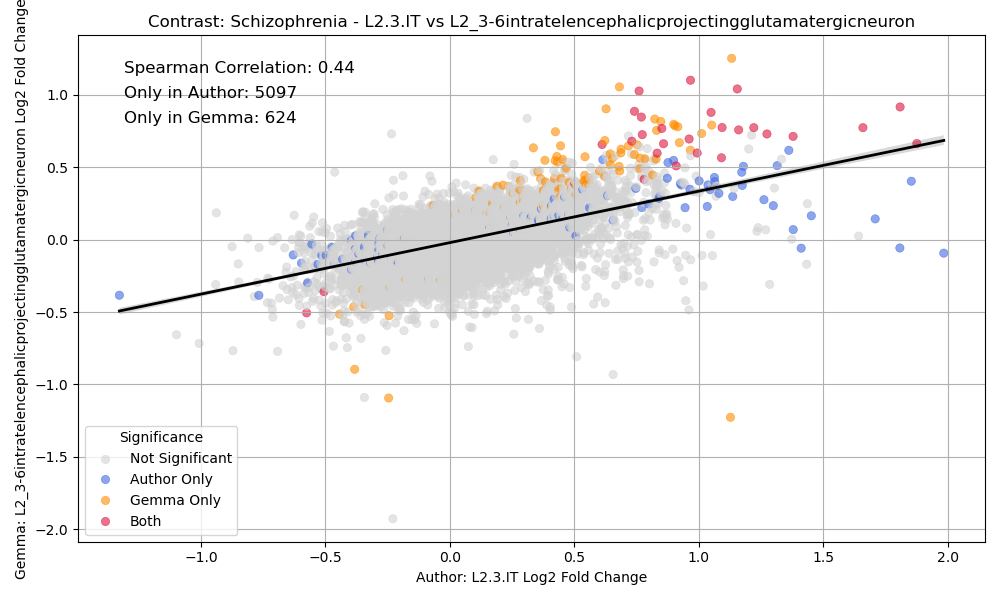 Contrast: Schizophrenia - L2.3.IT vs L2_3-6intratelencephalicprojectingglutamatergicneuron
Spearman Correlation: 0.44
Only in Author: 5097
Only in Gemma: 624
Gemma: L2_3-6intratelencephalicprojectingglutamatergicneuron Log2 Fold Change
1.0
0.5
0.0
−0.5
−1.0
−1.5
−2.0
Significance
Not Significant
Author Only
Gemma Only
Both
−1.0 −0.5 0.0 0.5 1.0 1.5 2.0
Author: L2.3.IT Log2 Fold Change